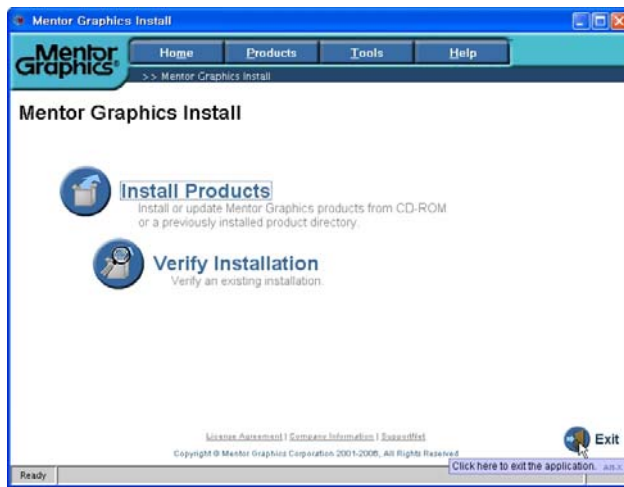 Mentor Graphics Install
Mentor Graphics®
Home Products Tools Help
>> Mentor Graphics Install
Mentor Graphics Install
Install Products
Install or update Mentor Graphics products from CD-ROM
or a previously installed product directory.
Verify Installation
Verify an existing installation.
License Agreement | Company Information | SupportNet
Exit
Copyright © Mentor Graphics Corporation 2001-2006, All Rights Reserved
Click here to exit the application. Alt-X
Ready